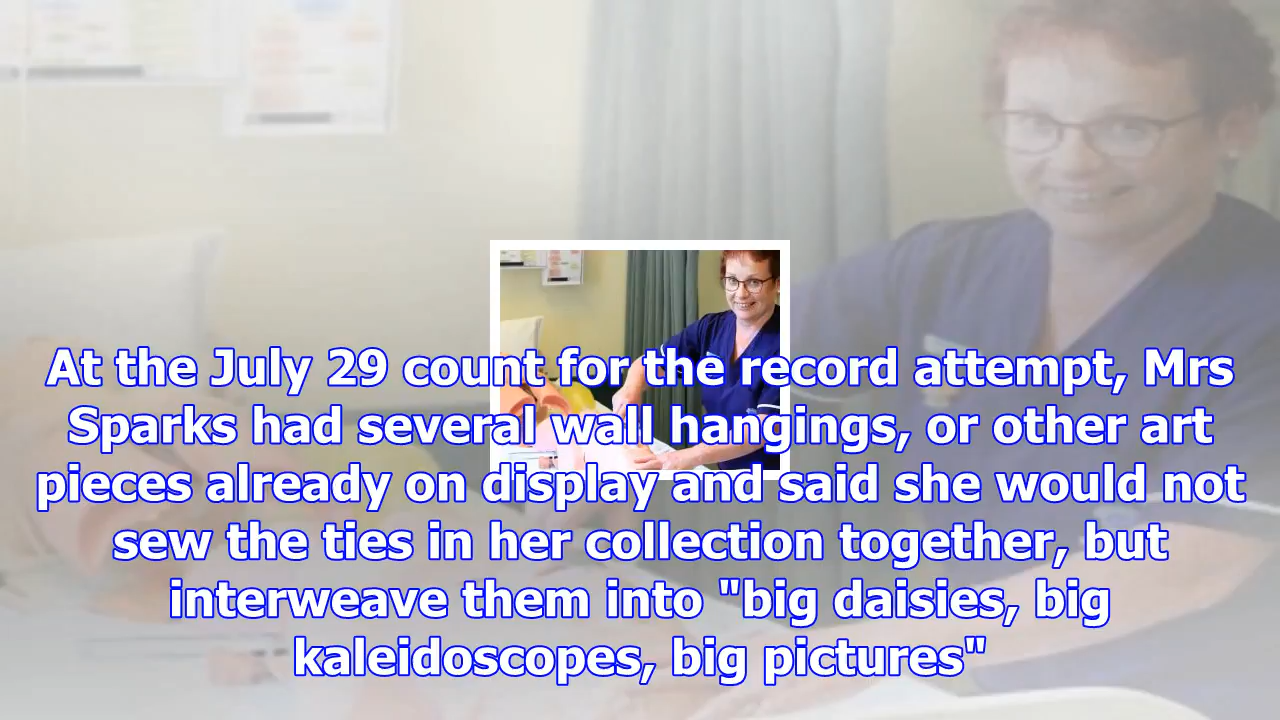 At the July 29 count for the record attempt, Mrs
Sparks had several wall hangings, or other art
pieces already on display and said she would not
sew the ties in her collection together, but
interweave them into "big daisies, big
kaleidoscopes, big pictures"